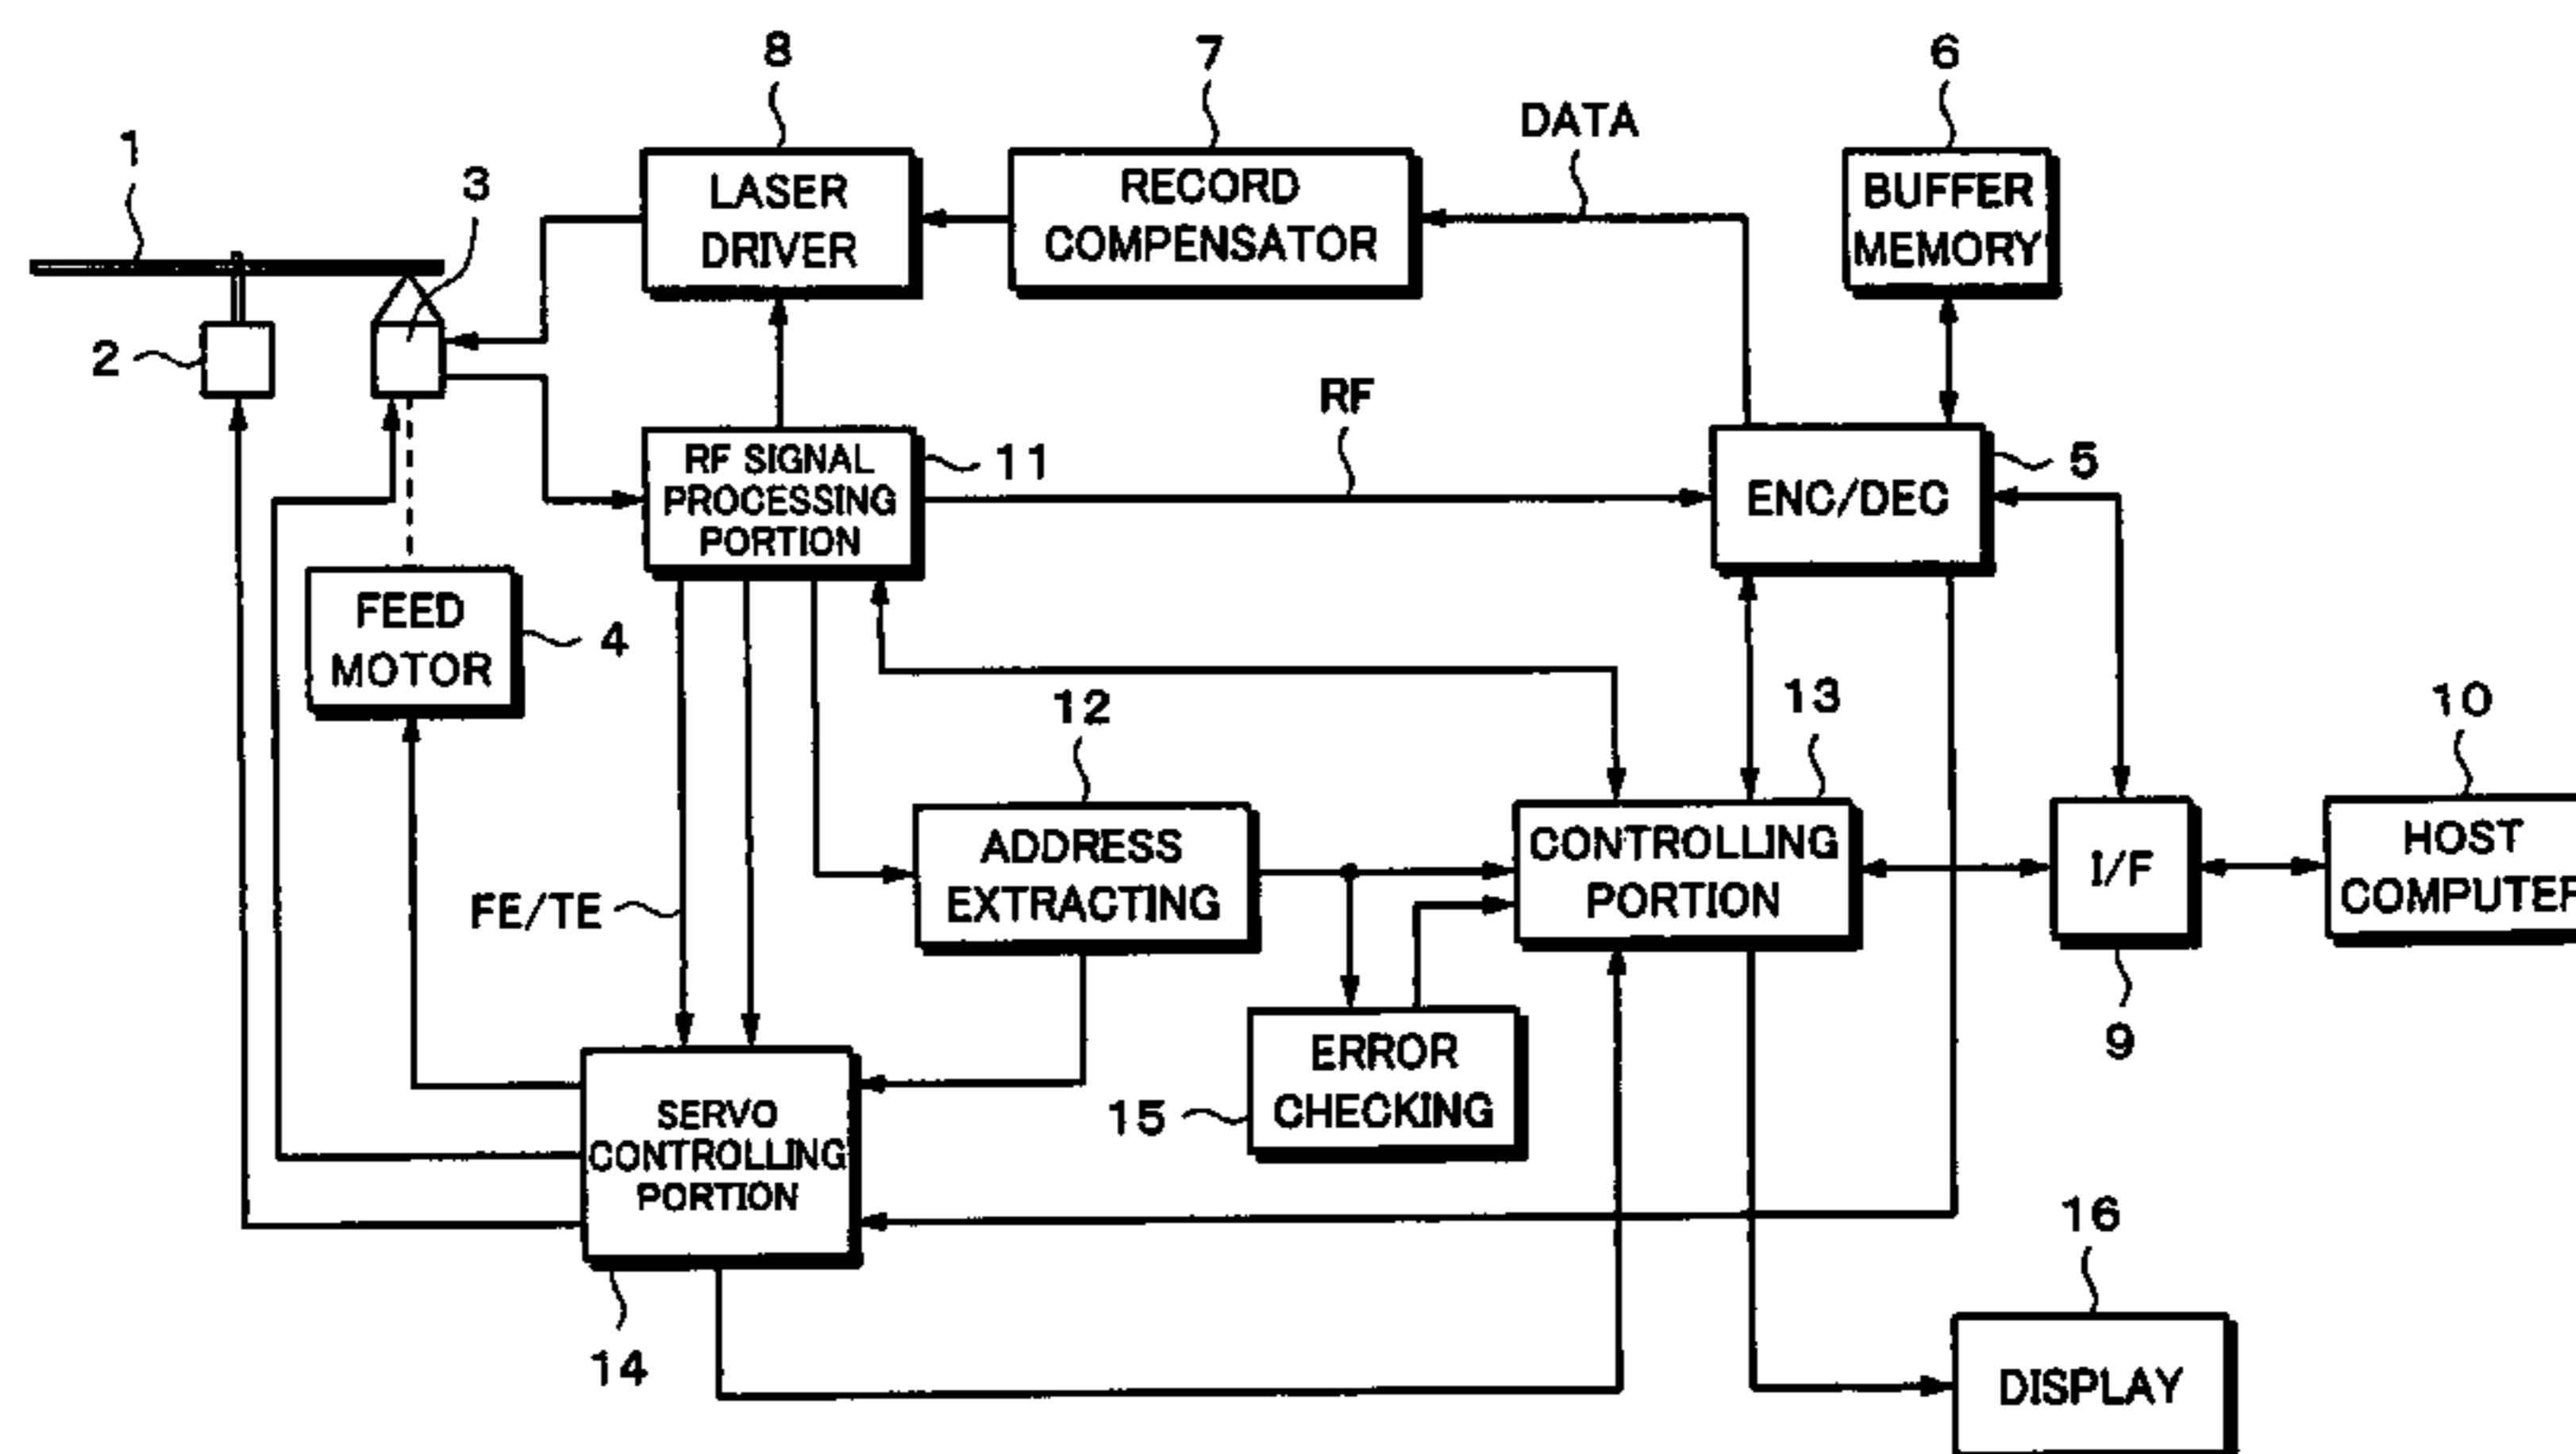 8
7
6
1
3
DATA
LASER
DRIVER
RECORD
COMPENSATOR
BUFFER
MEMORY
2
RF
RF SIGNAL
PROCESSING
PORTION
11
ENC/DEC
5
FEED
MOTOR
4
12
13
10
ADDRESS
EXTRACTING
CONTROLLING
PORTION
I/F
HOST
COMPUTER
FE/TE
9
ERROR
CHECKING
15
SERVO
CONTROLLING
PORTION
14
16
DISPLAY